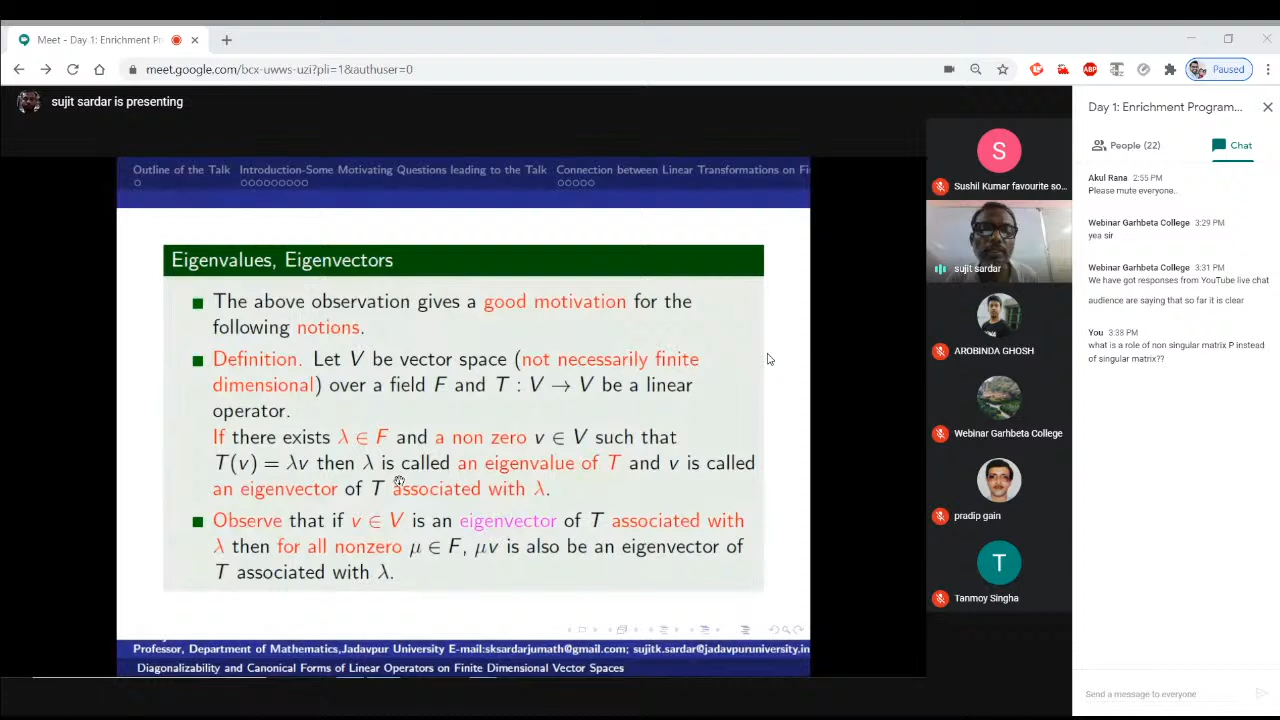 Meet - Day 1: Enrichment Pr
meet.google.com/bcx-uwws-uzi?pli=1&authuser=0
ABP
Paused
sujit sardar is presenting
Outline of the Talk Introduction-Some Motivating Questions leading to the Talk Connection between Linear Transformations on Fi
Eigenvalues, Eigenvectors
The above observation gives a good motivation for the
following notions.
Definition. Let V be vector space (not necessarily finite
dimensional) over a field F and T : V → V be a linear
operator.
If there exists λ ∈ F and a non zero v ∈ V such that
T(v) = λv then λ is called an eigenvalue of T and v is called
an eigenvector of T associated with λ.
Observe that if v ∈ V is an eigenvector of T associated with
λ then for all nonzero μ ∈ F, μv is also be an eigenvector of
T associated with λ.
Professor, Department of Mathematics,Jadavpur University E-mail:sksardarjumath@gmail.com; sujitk.sardar@jadavpuruniversity.in
Diagonalizability and Canonical Forms of Linear Operators on Finite Dimensional Vector Spaces
S
Sushil Kumar favourite so...
sujit sardar
AROBINDA GHOSH
Webinar Garhbeta College
pradip gain
T
Tanmoy Singha
Day 1: Enrichment Program...
People (22) Chat
Akul Rana 2:55 PM
Please mute everyone..
Webinar Garhbeta College 3:29 PM
yea sir
Webinar Garhbeta College 3:31 PM
We have got responses from YouTube live chat
audience are saying that so far it is clear
You 3:38 PM
what is a role of non singular matrix P instead
of singular matrix??
Send a message to everyone